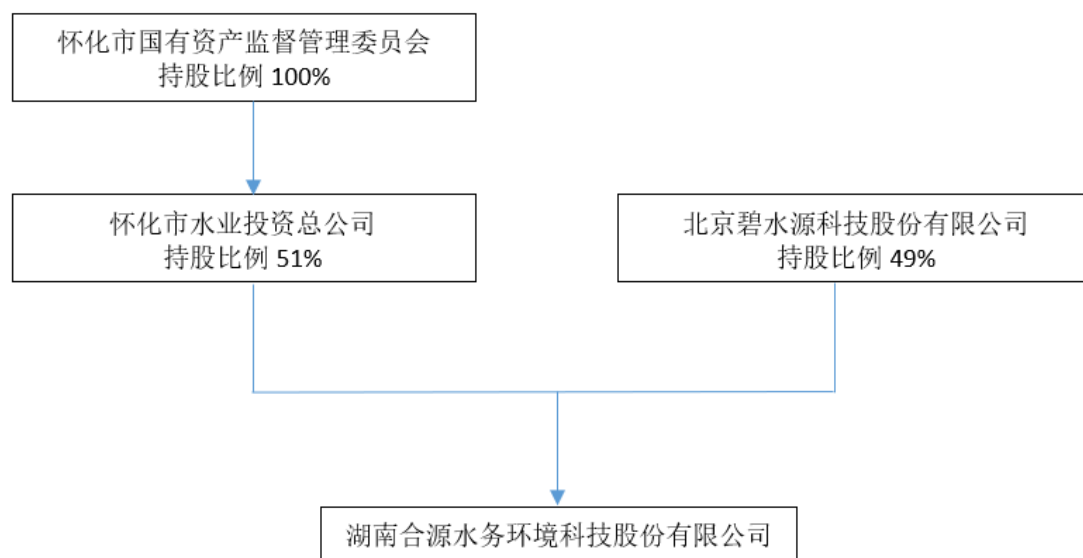 怀化市国有资产监督管理委员会
持股比例 100%
怀化市水业投资总公司
持股比例 51%
北京碧水源科技股份有限公司
持股比例 49%
湖南合源水务环境科技股份有限公司